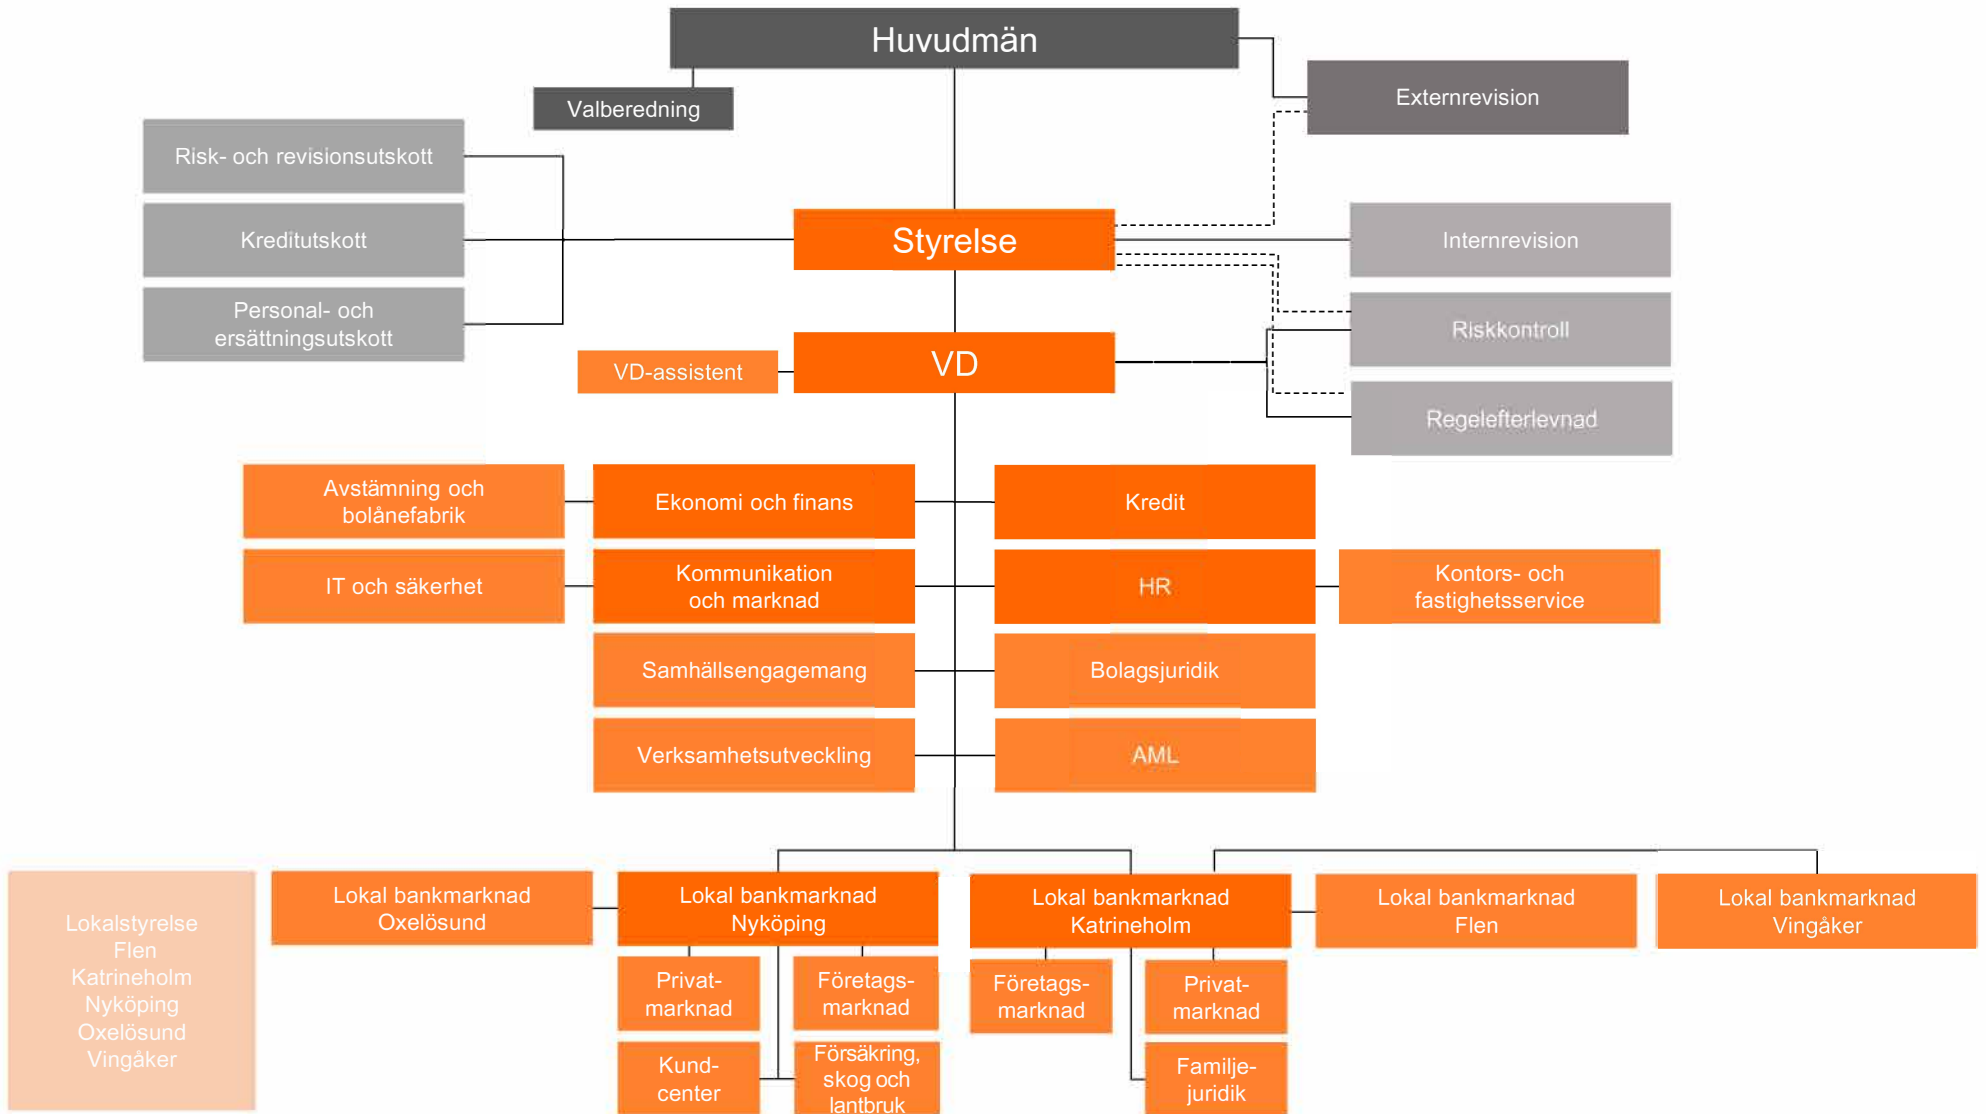 Huvudmän
Valberedning
Externrevision
Risk- och revisionsutskott
Kreditutskott
Personal- och
ersättningsutskott
Styrelse
Internrevision
Riskkontroll
Regelefterlevnad
VD-assistent
VD
Avstämning och
bolånefabrik
Ekonomi och finans
Kredit
IT och säkerhet
Kommunikation
och marknad
HR
Kontors- och
fastighetsservice
Samhällsengagemang
Bolagsjuridik
Verksamhetsutveckling
AML
Lokalstyrelse
Flen
Katrineholm
Nyköping
Oxelösund
Vingåker
Lokal bankmarknad
Oxelösund
Lokal bankmarknad
Nyköping
Lokal bankmarknad
Katrineholm
Lokal bankmarknad
Flen
Lokal bankmarknad
Vingåker
Privat-
marknad
Företags-
marknad
Företags-
marknad
Privat-
marknad
Kund-
center
Försäkring,
skog och
lantbruk
Familje-
juridik